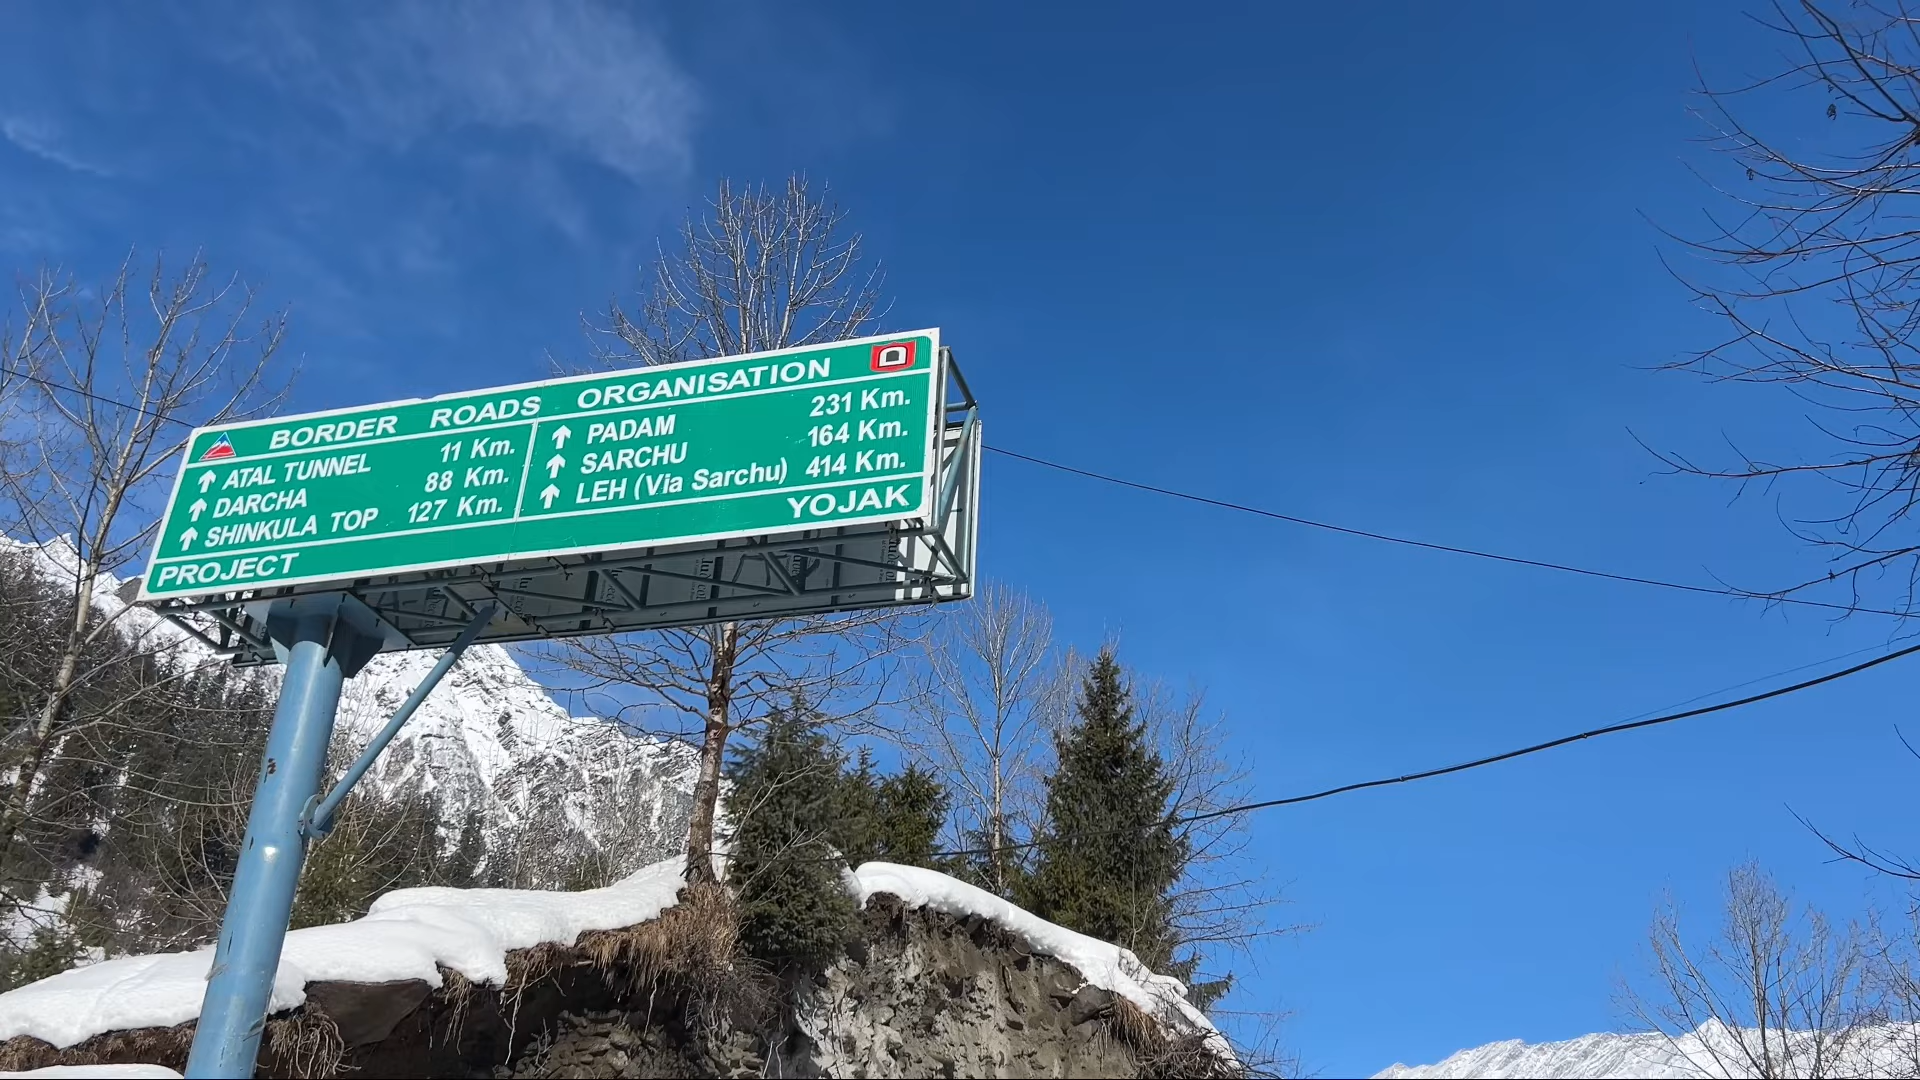 BORDER ROADS ORGANISATION
↑ ATAL TUNNEL 11 Km.
↑ DARCHA 88 Km.
↑ SHINKULA TOP 127 Km.
↑ PADAM 231 Km.
↑ SARCHU 164 Km.
↑ LEH (Via Sarchu) 414 Km.
PROJECT YOJAK